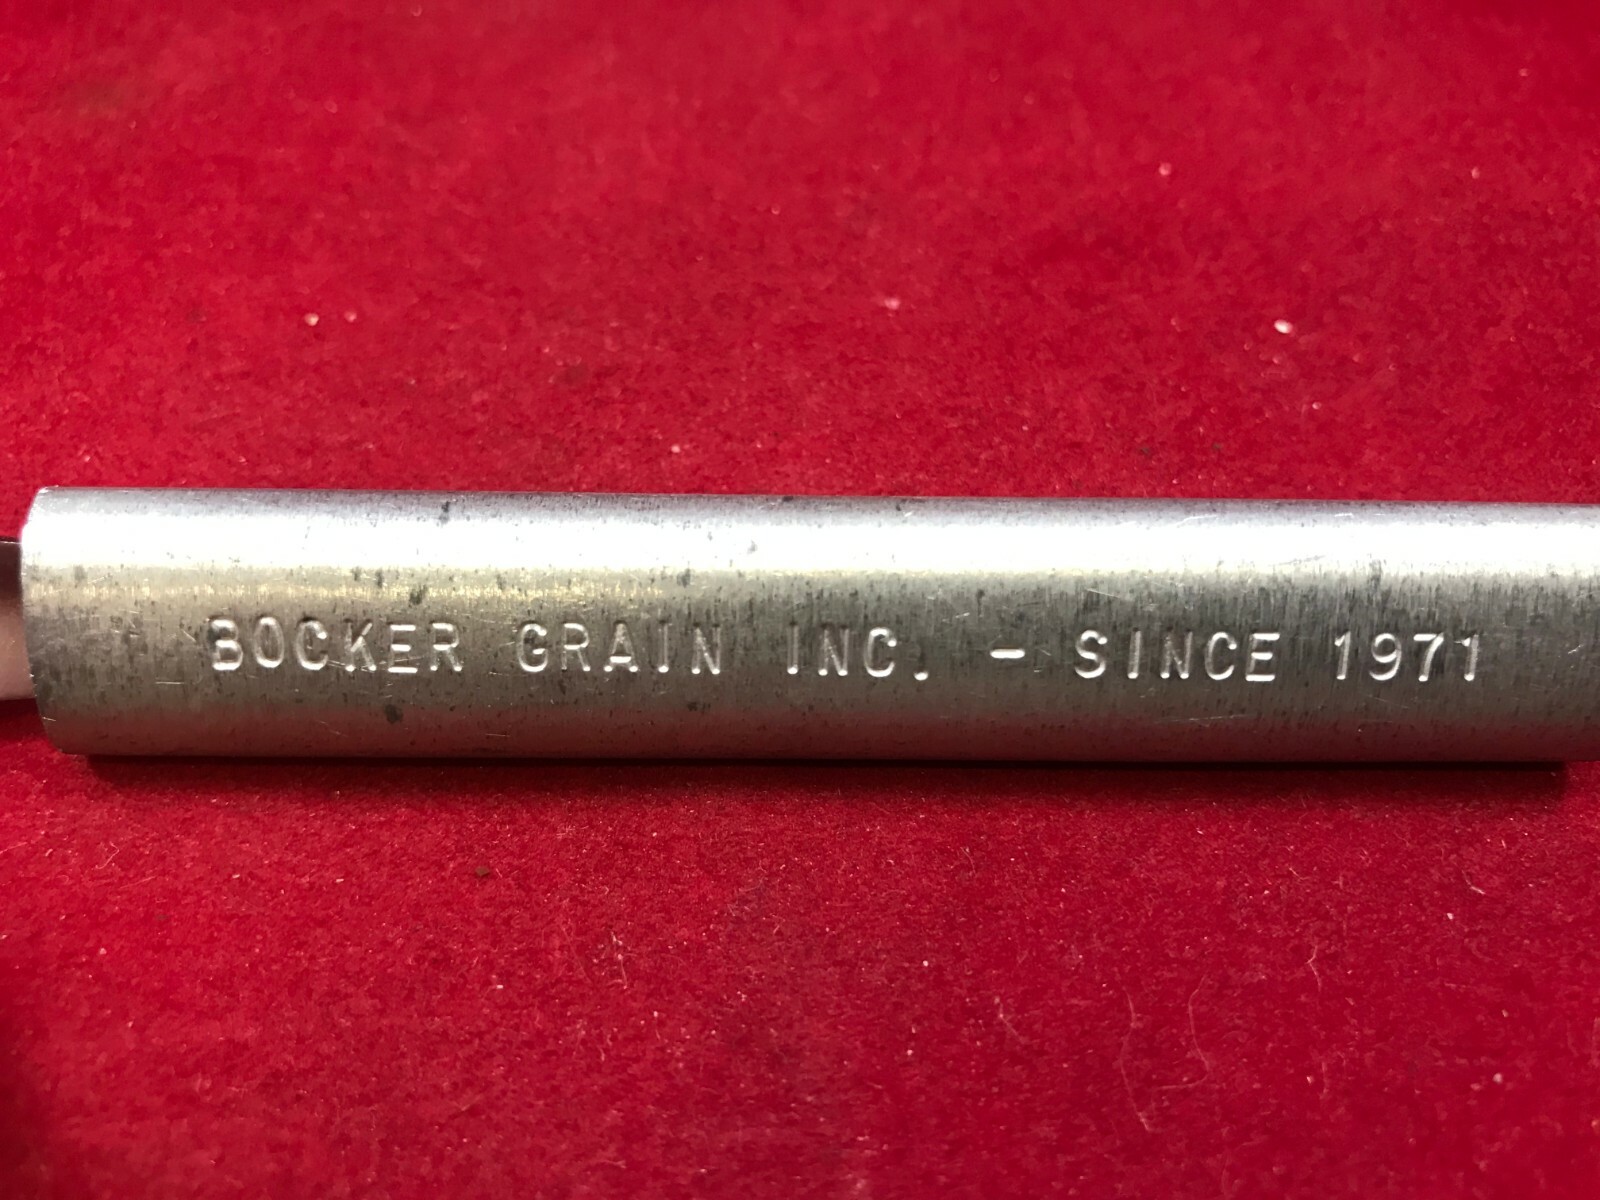 BOCKER GRAIN INC. - SINCE 1971